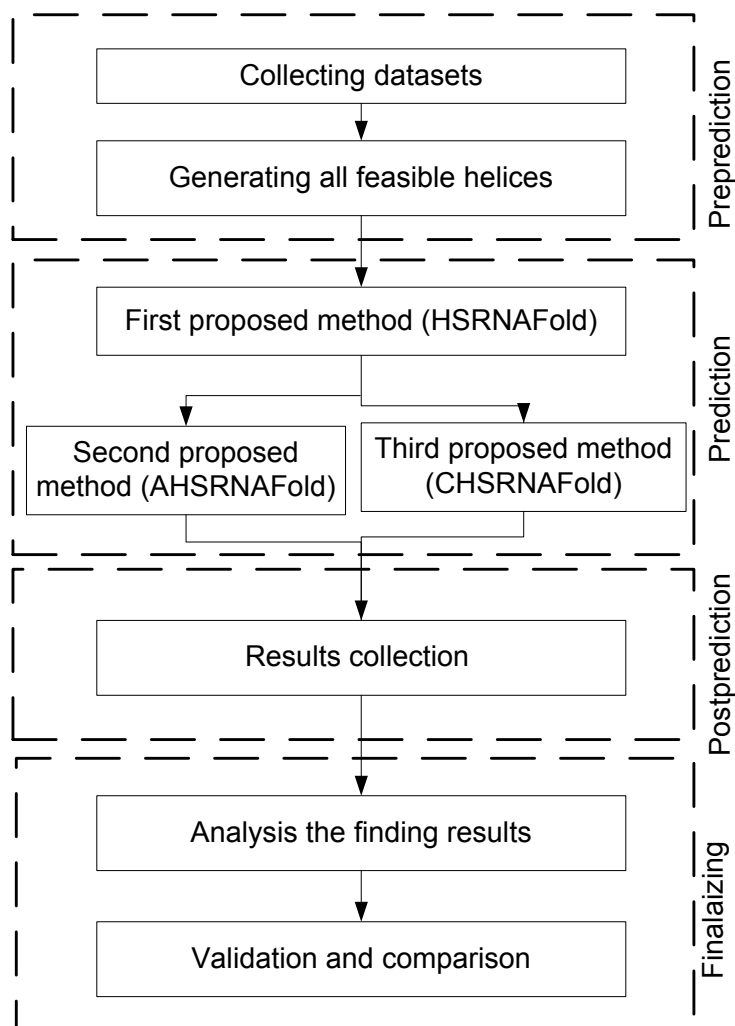 Collecting datasets
Generating all feasible helices
Preprediction
First proposed method (HSRNAFold)
Second proposed
method (AHSRNAFold)
Third proposed method
(CHSRNAFold)
Prediction
Results collection
Postprediction
Analysis the finding results
Validation and comparison
Finalaizing